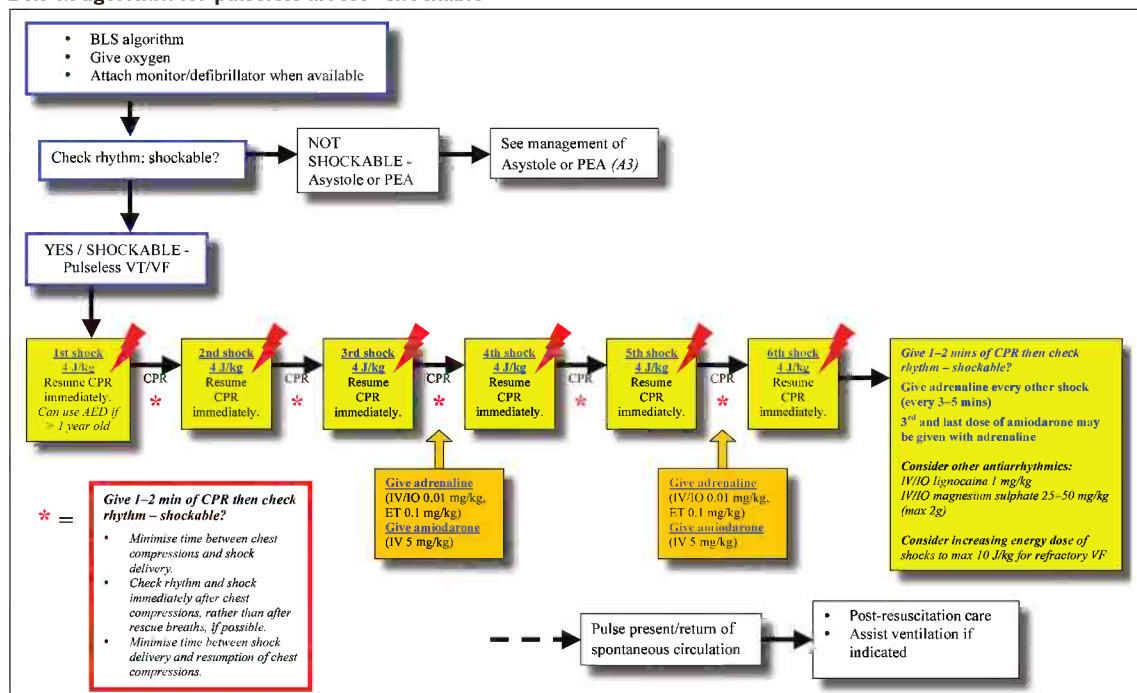 • BLS algorithm
• Give oxygen
• Attach monitor/defibrillator when available
Check rhythm: shockable?
NOT
SHOCKABLE -
Asystole or PEA
See management of
Asystole or PEA (A3)
YES / SHOCKABLE -
Pulseless VT/VF
1st shock
4 J/kg
Resume CPR
immediately.
Can use AED if
> 1 year old
CPR
*
2nd shock
4 J/kg
Resume
CPR
immediately.
CPR
*
3rd shock
4 J/kg
Resume
CPR
immediately.
CPR
*
4th shock
4 J/kg
Resume
CPR
immediately.
CPR
*
5th shock
4 J/kg
Resume
CPR
immediately.
CPR
*
6th shock
4 J/kg
Resume
CPR
immediately.
Give 1–2 mins of CPR then check
rhythm – shockable?
Give adrenaline every other shock
(every 3–5 mins)
3rd and last dose of amiodarone may
be given with adrenaline
Consider other antiarrhythmics:
IV/IO lignocaine 1 mg/kg
IV/IO magnesium sulphate 25–50 mg/kg
(max 2g)
Consider increasing energy dose of
shocks to max 10 J/kg for refractory VF
Give adrenaline
(IV/IO 0.01 mg/kg,
ET 0.1 mg/kg)
Give amiodarone
(IV 5 mg/kg)
Give adrenaline
(IV/IO 0.01 mg/kg,
ET 0.1 mg/kg)
Give amiodarone
(IV 5 mg/kg)
* =
Give 1–2 min of CPR then check
rhythm – shockable?
• Minimise time between chest
compressions and shock
delivery.
• Check rhythm and shock
immediately after chest
compressions, rather than after
rescue breaths, if possible.
• Minimise time between shock
delivery and resumption of chest
compressions.
Pulse present/return of
spontaneous circulation
• Post-resuscitation care
• Assist ventilation if
indicated